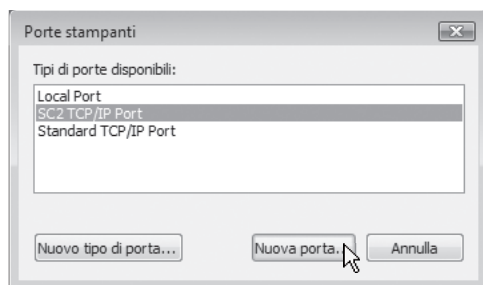 Porte stampanti
Tipi di porte disponibili:
Local Port
SC2 TCP/IP Port
Standard TCP/IP Port
Nuovo tipo di porta... Nuova porta... Annulla